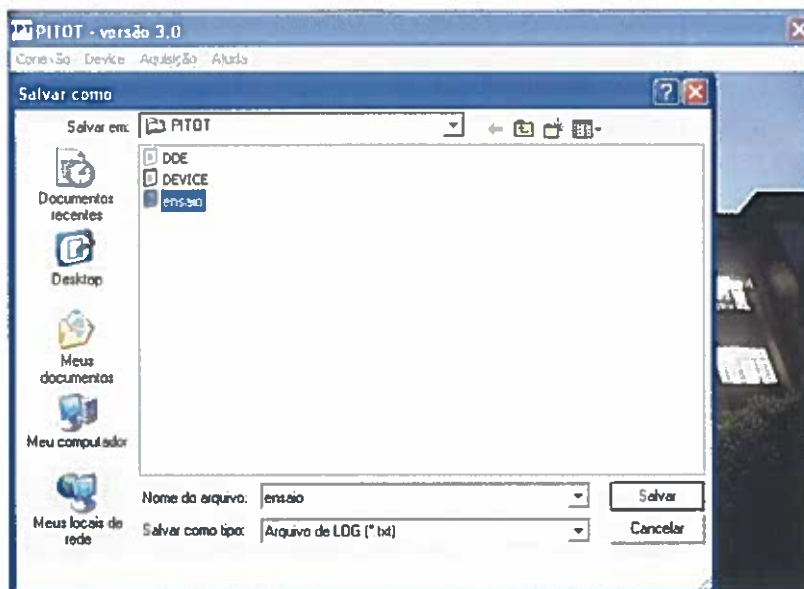 PITOT - versão 3.0
Conexão Device Aquisição Ajuda
Salvar como
Salvar em: PITOT
DDE
DEVICE
ensaio
Documentos
recentes
Desktop
Meus
documentos
Meu computador
Meus locais de
rede
Nome do arquivo: ensaio Salvar
Salvar como tipo: Arquivo de LOG (*.txt) Cancelar